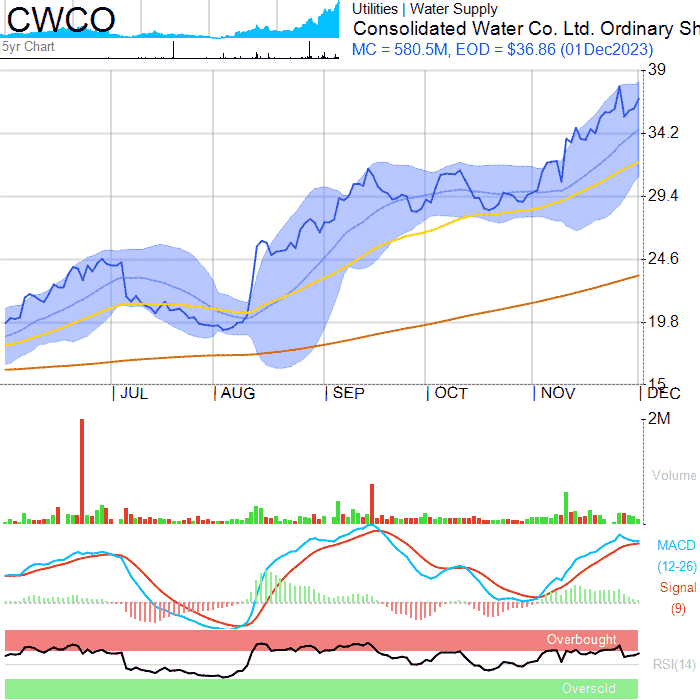 CWCO
5yr Chart
Utilities | Water Supply
Consolidated Water Co. Ltd. Ordinary Sh
MC = 580.5M, EOD = $36.86 (01Dec2023)
39
34.2
29.4
24.6
19.8
15
JUL AUG SEP OCT NOV DEC
2M
Volume
MACD
(12-26)
Signal
(9)
Overbought
RSI(14)
Oversold